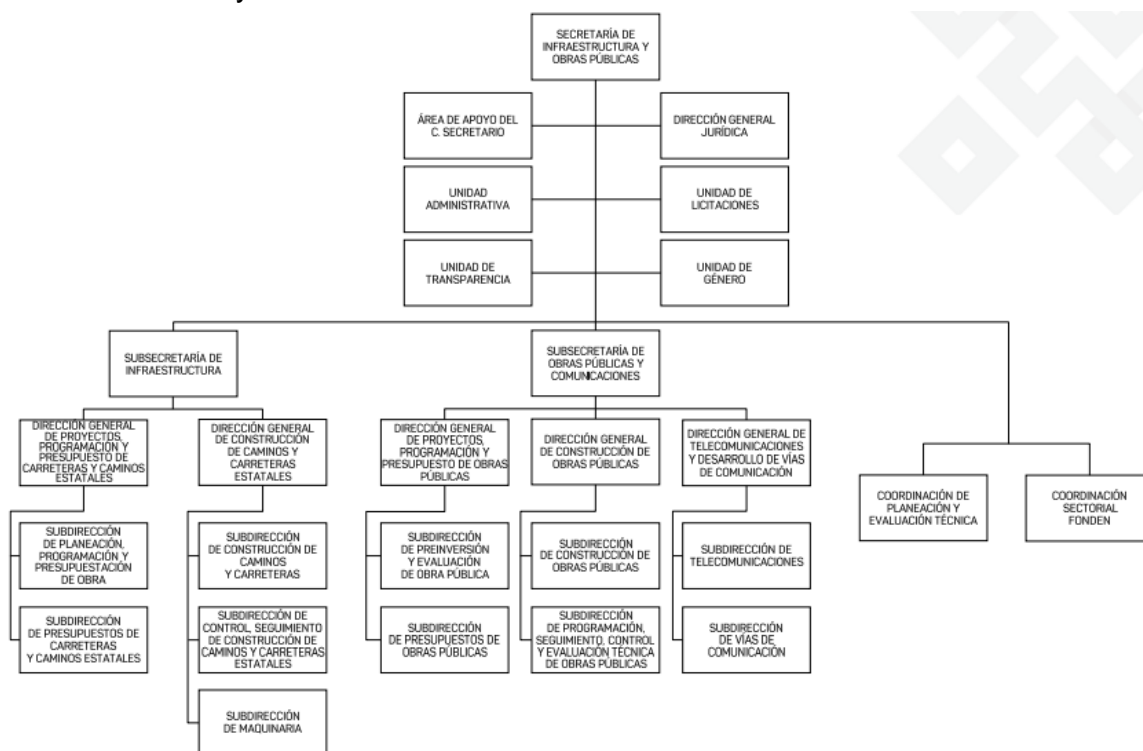 y
SECRETARÍA DE
INFRAESTRUCTURA Y
OBRAS PÚBLICAS
ÁREA DE APOYO DEL
C. SECRETARIO
DIRECCIÓN GENERAL
JURÍDICA
UNIDAD
ADMINISTRATIVA
UNIDAD DE
LICITACIONES
UNIDAD DE
TRANSPARENCIA
UNIDAD DE
GÉNERO
SUBSECRETARÍA DE
INFRAESTRUCTURA
SUBSECRETARÍA DE
OBRAS PÚBLICAS Y
COMUNICACIONES
DIRECCIÓN GENERAL
DE PROYECTOS,
PROGRAMACIÓN Y
PRESUPUESTO DE
CARRETERAS Y CAMINOS
ESTATALES
DIRECCIÓN GENERAL
DE CONSTRUCCIÓN
DE CAMINOS Y
CARRETERAS
ESTATALES
DIRECCIÓN GENERAL
DE PROYECTOS,
PROGRAMACIÓN Y
PRESUPUESTO DE OBRAS
PÚBLICAS
DIRECCIÓN GENERAL
DE CONSTRUCCIÓN DE
OBRAS PÚBLICAS
DIRECCIÓN GENERAL DE
TELECOMUNICACIONES
Y DESARROLLO DE VÍAS
DE COMUNICACIÓN
COORDINACIÓN DE
PLANEACIÓN Y
EVALUACIÓN TÉCNICA
COORDINACIÓN
SECTORIAL
FONDEN
SUBDIRECCIÓN
DE PLANEACIÓN,
PROGRAMACIÓN Y
PRESUPUESTACIÓN
DE OBRA
SUBDIRECCIÓN
DE CONSTRUCCIÓN DE
CAMINOS
Y CARRETERAS
SUBDIRECCIÓN
DE PREINVERSIÓN
Y EVALUACIÓN
DE OBRA PÚBLICA
SUBDIRECCIÓN
DE CONSTRUCCIÓN DE
OBRAS PÚBLICAS
SUBDIRECCIÓN DE
TELECOMUNICACIONES
SUBDIRECCIÓN
DE PRESUPUESTOS DE
CARRETERAS
Y CAMINOS ESTATALES
SUBDIRECCIÓN DE
CONTROL, SEGUIMIENTO
DE CONSTRUCCIÓN DE
CAMINOS Y CARRETERAS
ESTATALES
SUBDIRECCIÓN
DE PRESUPUESTOS DE
OBRAS PÚBLICAS
SUBDIRECCIÓN
DE PROGRAMACIÓN,
SEGUIMIENTO, CONTROL
Y EVALUACIÓN TÉCNICA
DE OBRAS PÚBLICAS
SUBDIRECCIÓN
DE VÍAS DE
COMUNICACIÓN
SUBDIRECCIÓN
DE MAQUINARIA